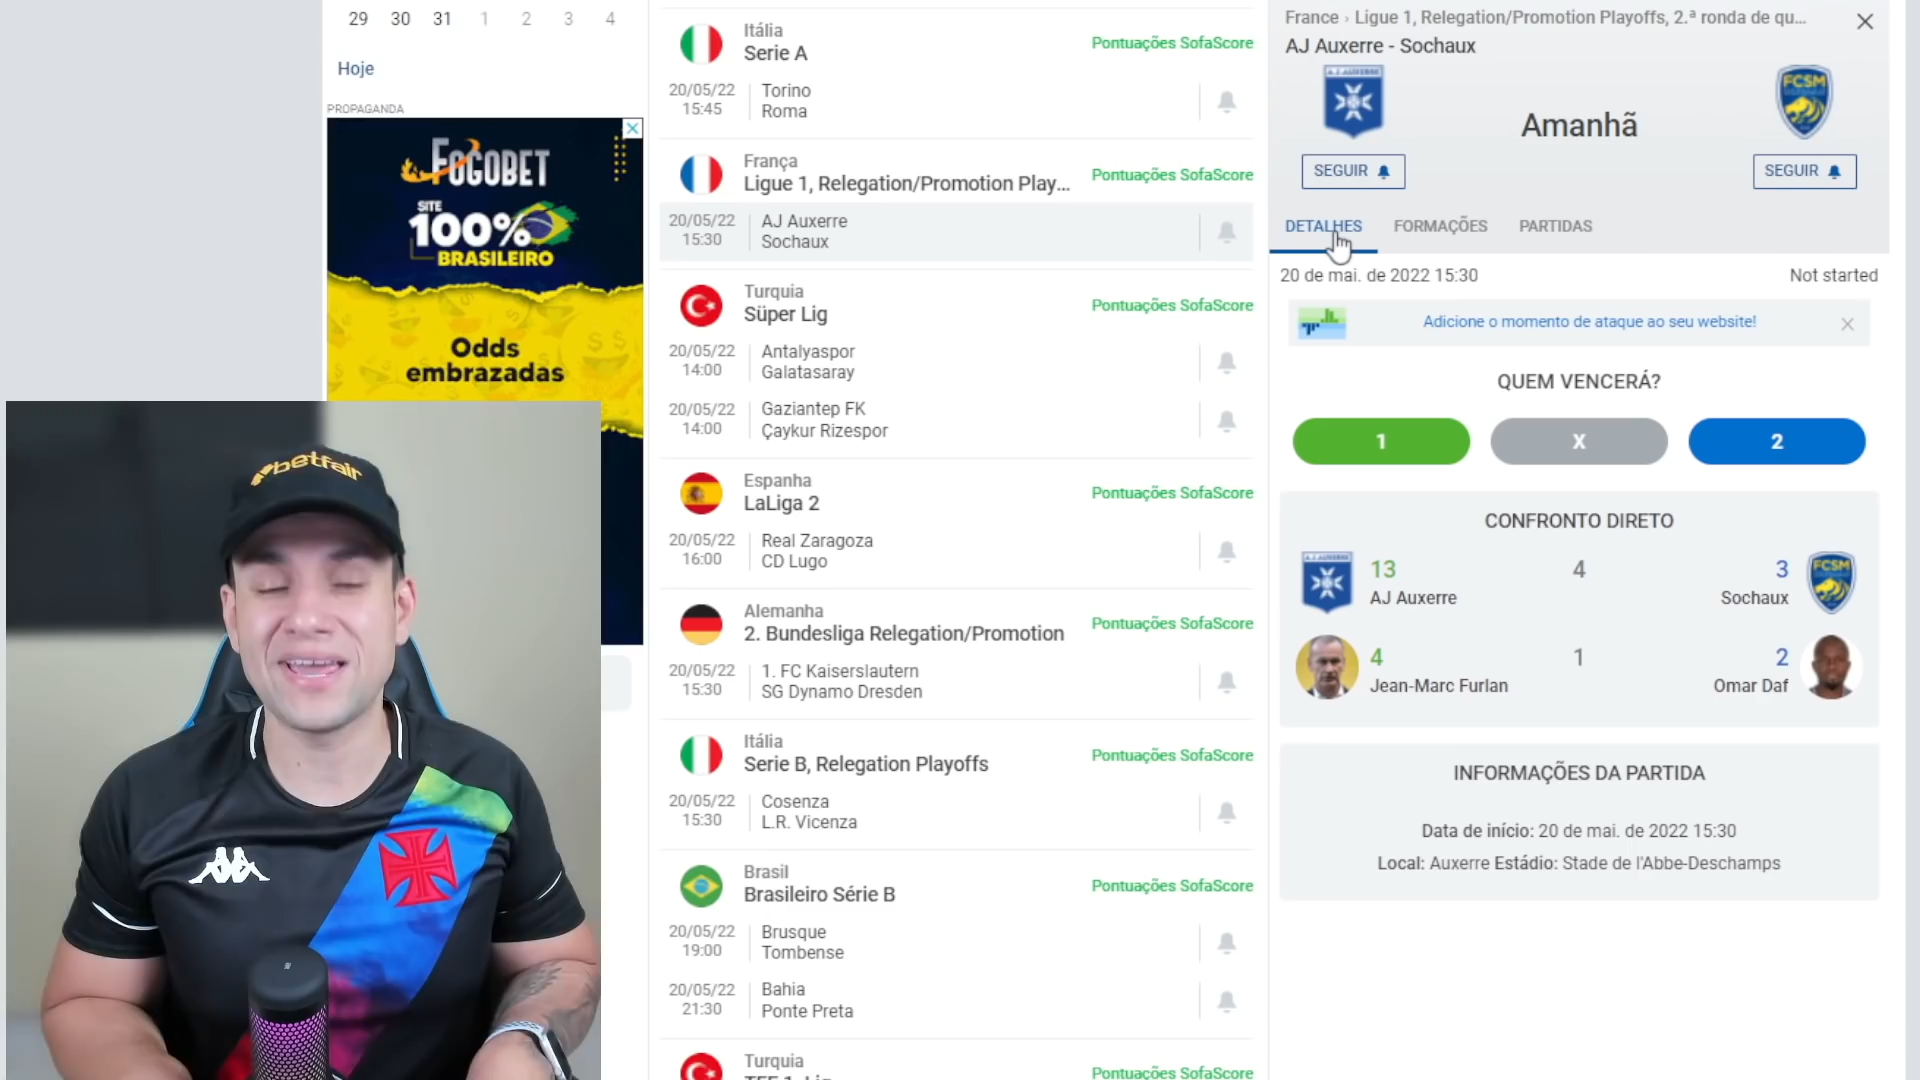 29 30 31 1 2 3 4
Hoje
PROPAGANDA
FOGOBET
SITE
100%
BRASILEIRO
Odds
embrazadas
betfair
Itália
Serie A
Pontuações SofaScore
20/05/22
15:45
Torino
Roma
França
Ligue 1, Relegation/Promotion Play...
Pontuações SofaScore
20/05/22
15:30
AJ Auxerre
Sochaux
Turquia
Süper Lig
Pontuações SofaScore
20/05/22
14:00
Antalyaspor
Galatasaray
20/05/22
14:00
Gaziantep FK
Çaykur Rizespor
Espanha
LaLiga 2
Pontuações SofaScore
20/05/22
16:00
Real Zaragoza
CD Lugo
Alemanha
2. Bundesliga Relegation/Promotion
Pontuações SofaScore
20/05/22
15:30
1. FC Kaiserslautern
SG Dynamo Dresden
Itália
Serie B, Relegation Playoffs
Pontuações SofaScore
20/05/22
15:30
Cosenza
L.R. Vicenza
Brasil
Brasileiro Série B
Pontuações SofaScore
20/05/22
19:00
Brusque
Tombense
20/05/22
21:30
Bahia
Ponte Preta
Turquia
Pontuações SofaScore
France › Ligue 1, Relegation/Promotion Playoffs, 2.ª ronda de qu...
AJ Auxerre - Sochaux
A.J. AUXERRE
FCSM
Amanhã
SEGUIR
SEGUIR
DETALHES FORMAÇÕES PARTIDAS
20 de mai. de 2022 15:30 Not started
Adicione o momento de ataque ao seu website!
QUEM VENCERÁ?
1 X 2
CONFRONTO DIRETO
A.J. AUXERRE
13 4 3
FCSM
AJ Auxerre Sochaux
4 1 2
Jean-Marc Furlan Omar Daf
INFORMAÇÕES DA PARTIDA
Data de início: 20 de mai. de 2022 15:30
Local: Auxerre Estádio: Stade de l'Abbe-Deschamps